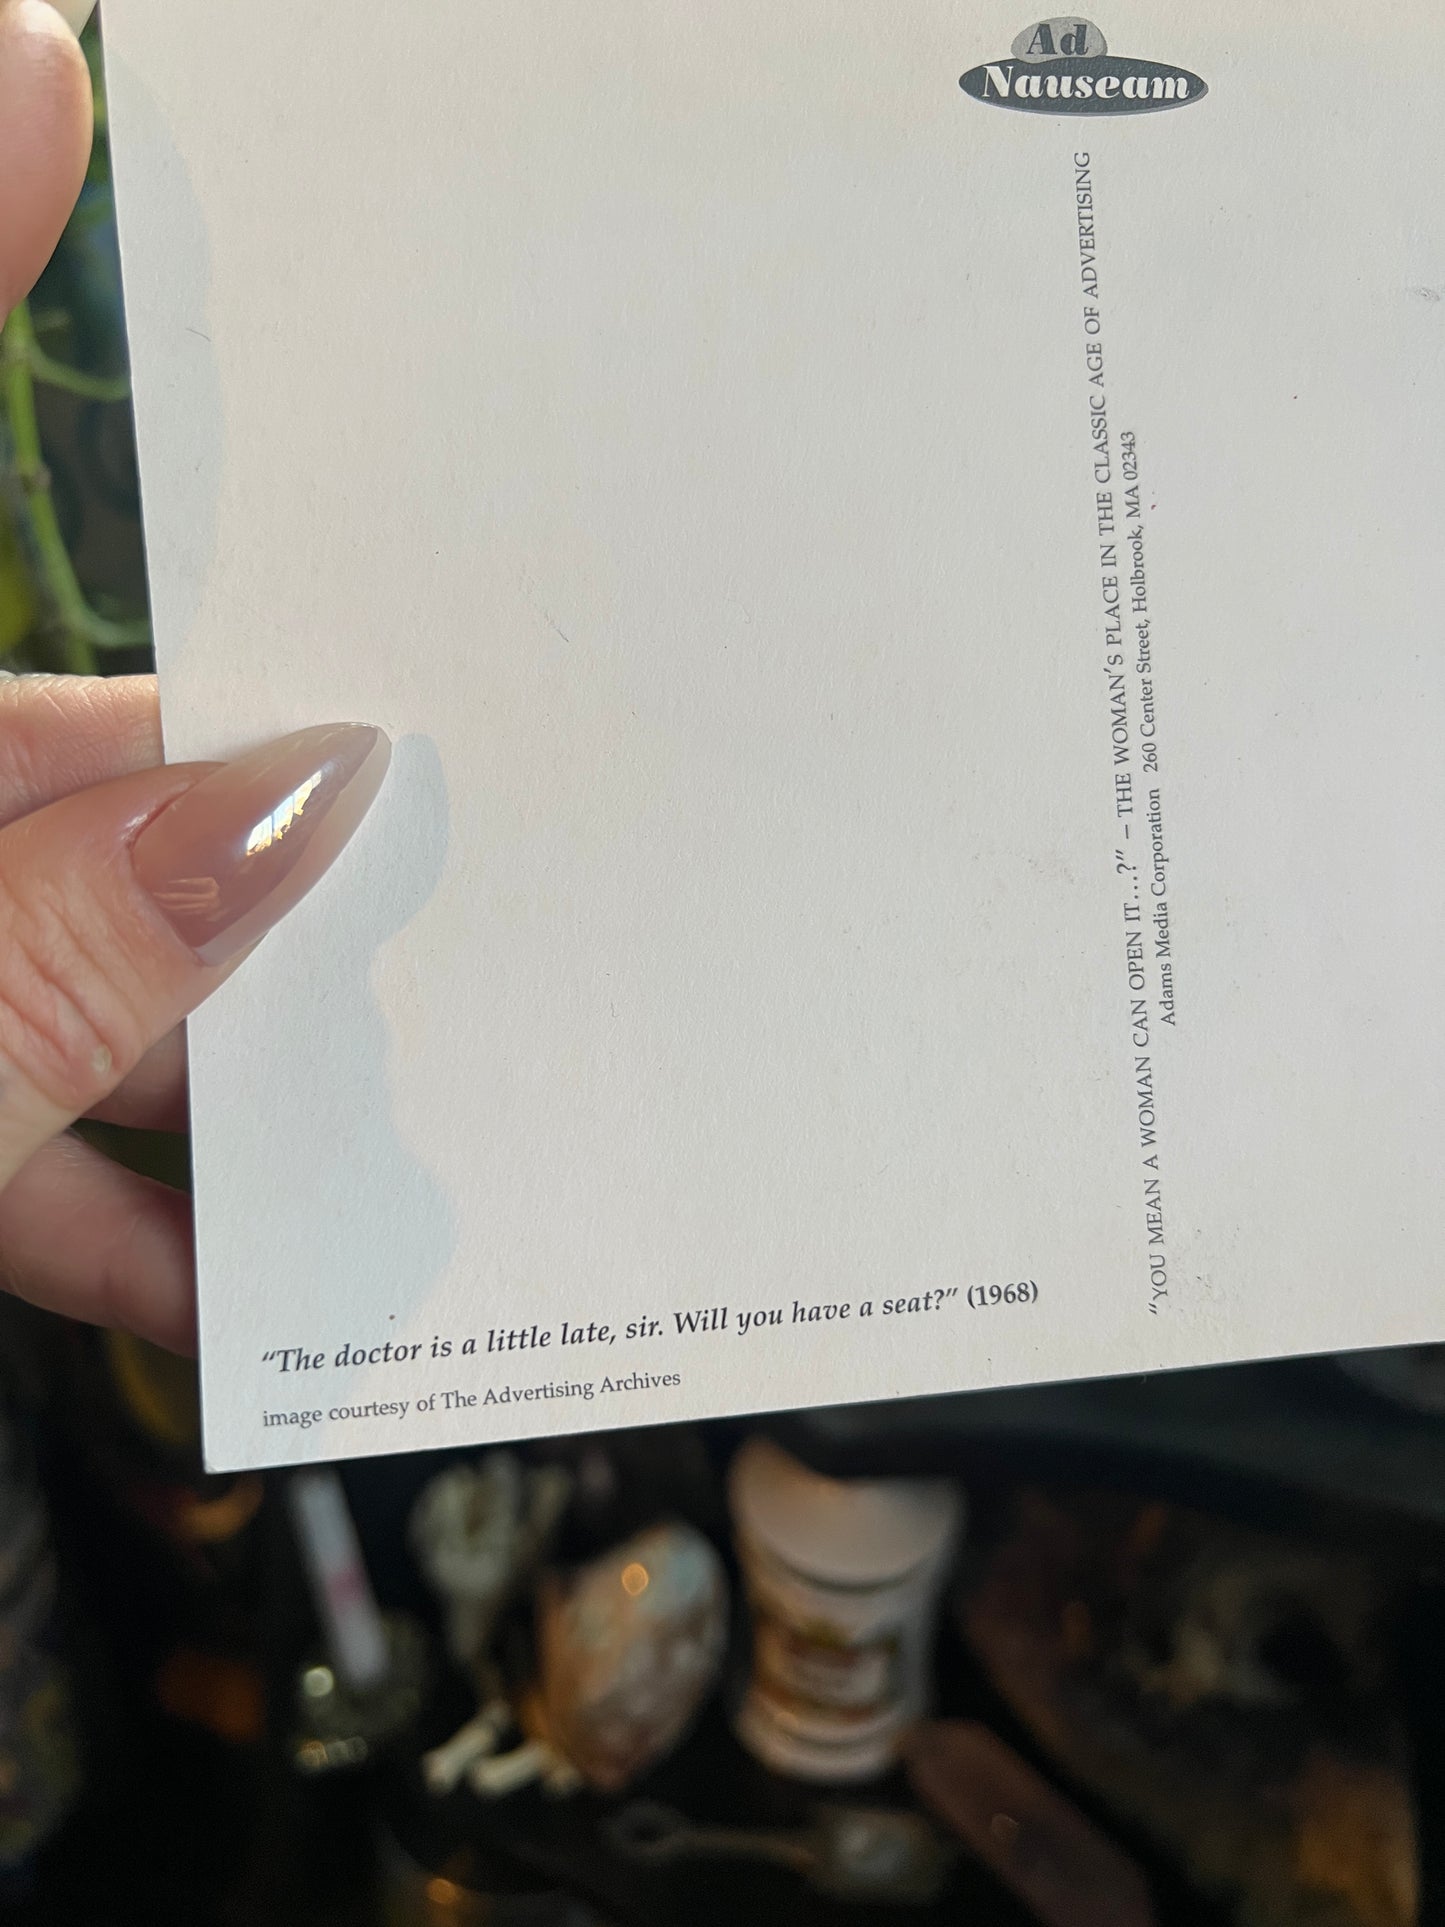 Ad
Nauseam
"YOU MEAN A WOMAN CAN OPEN IT...?" – THE WOMAN'S PLACE IN THE CLASSIC AGE OF ADVERTISING
Adams Media Corporation 260 Center Street, Holbrook, MA 02343
"The doctor is a little late, sir. Will you have a seat?" (1968)
image courtesy of The Advertising Archives